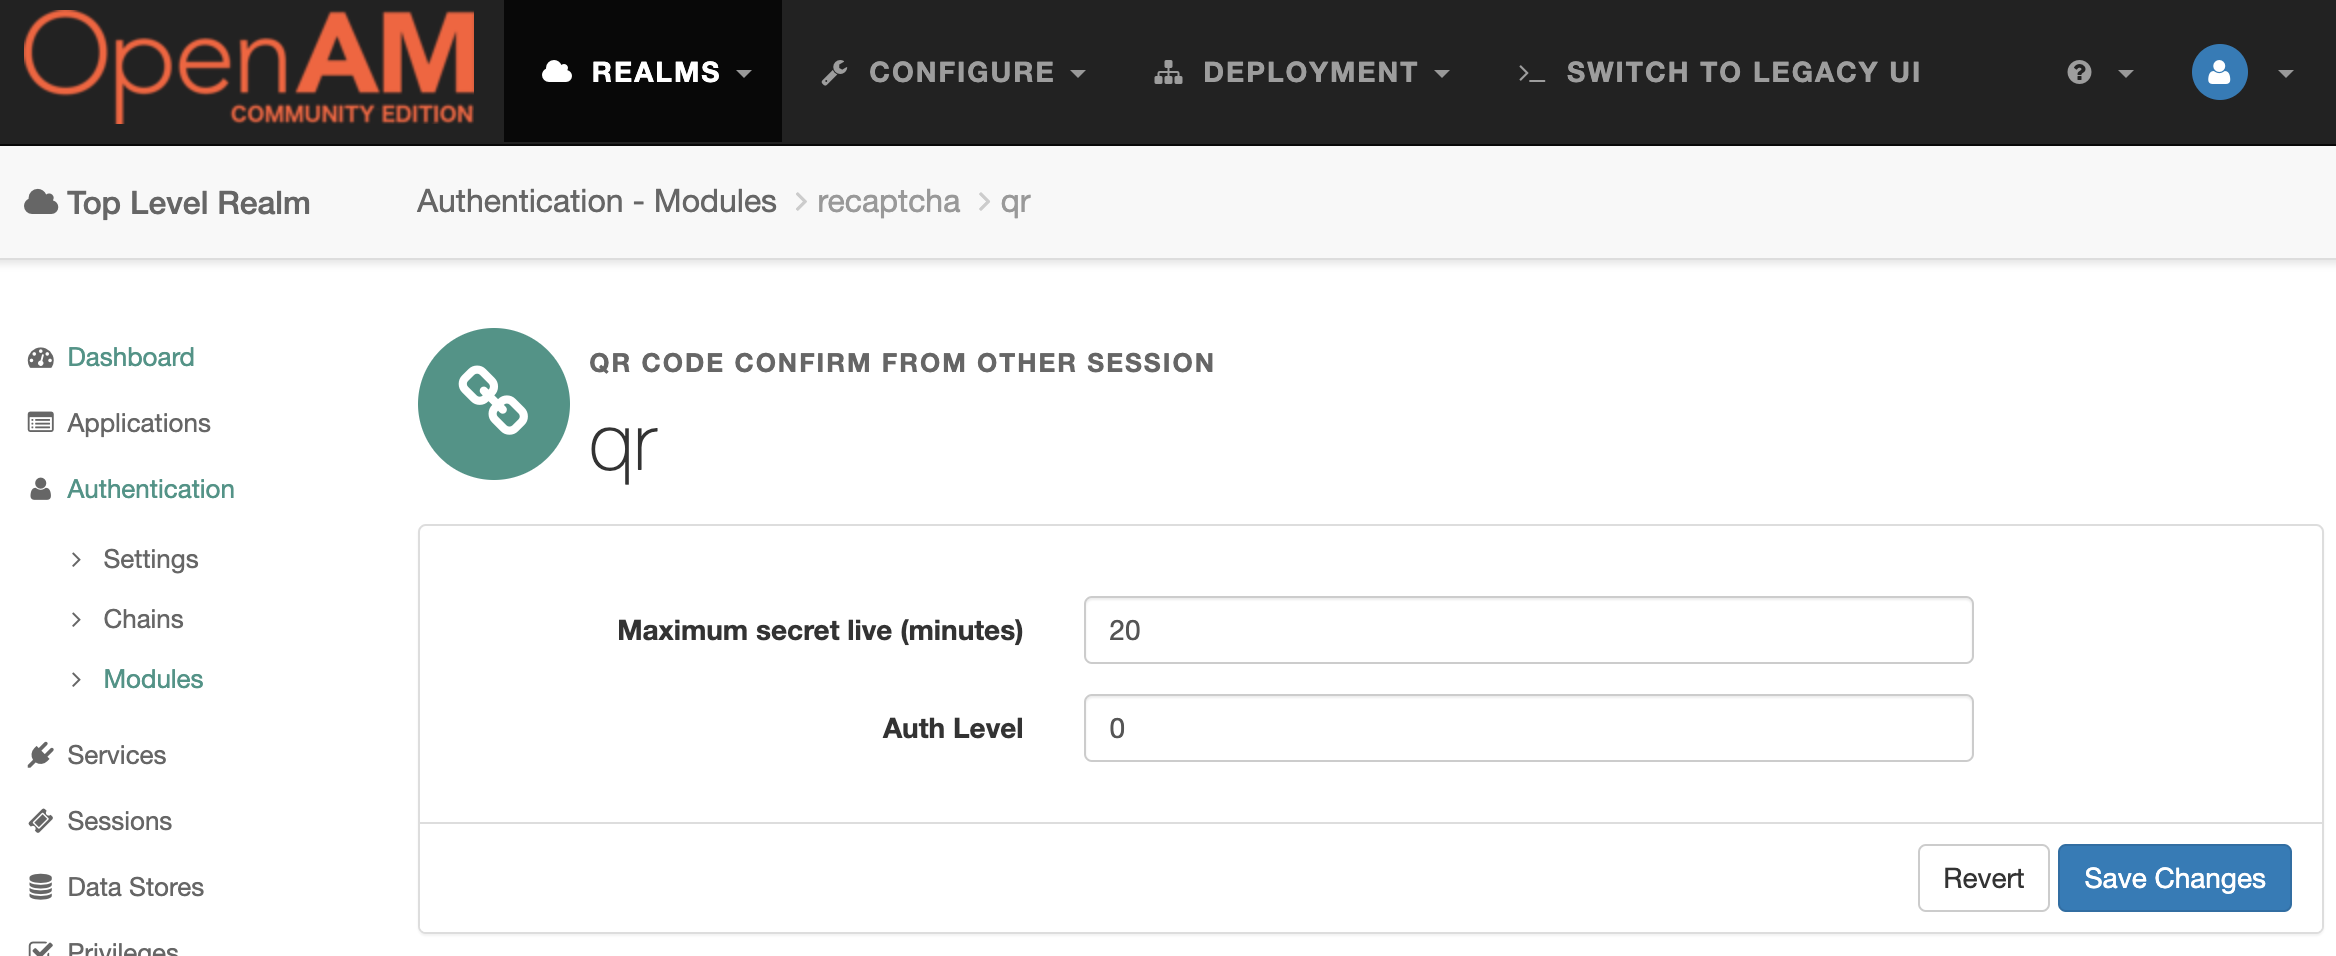 OpenAM
COMMUNITY EDITION
REALMS
CONFIGURE
DEPLOYMENT
SWITCH TO LEGACY UI
Top Level Realm
Authentication - Modules > recaptcha > qr
Dashboard
Applications
Authentication
Settings
Chains
Modules
Services
Sessions
Data Stores
Privileges
QR CODE CONFIRM FROM OTHER SESSION
qr
Maximum secret live (minutes)
20
Auth Level
0
Revert
Save Changes